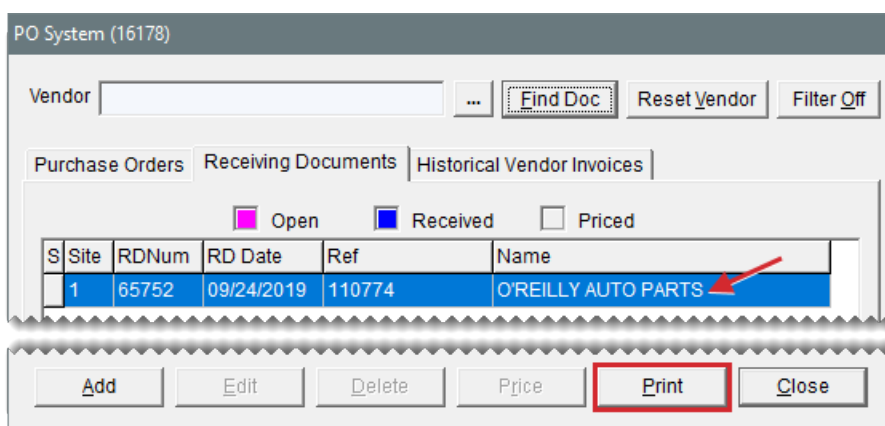 PO System (16178)
Vendor ... Find Doc Reset Vendor Filter Off
Purchase Orders Receiving Documents Historical Vendor Invoices
Open Received Priced
S Site RDNum RD Date Ref Name
1 65752 09/24/2019 110774 O'REILLY AUTO PARTS
Add Edit Delete Price Print Close